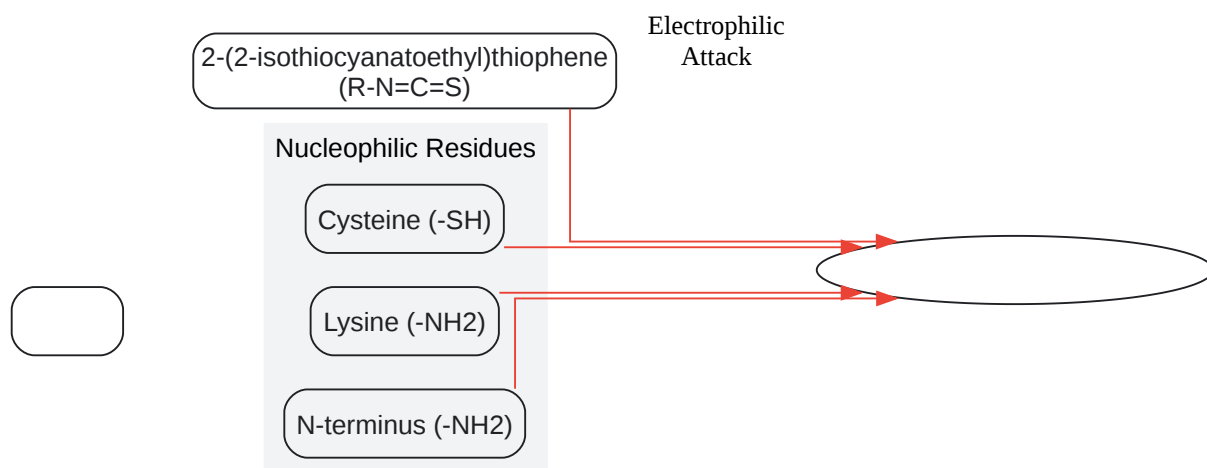 Electrophilic
Attack
2-(2-isothiocyanatoethyl)thiophene
(R-N=C=S)
Nucleophilic Residues
Cysteine (-SH)
Lysine (-NH2)
N-terminus (-NH2)